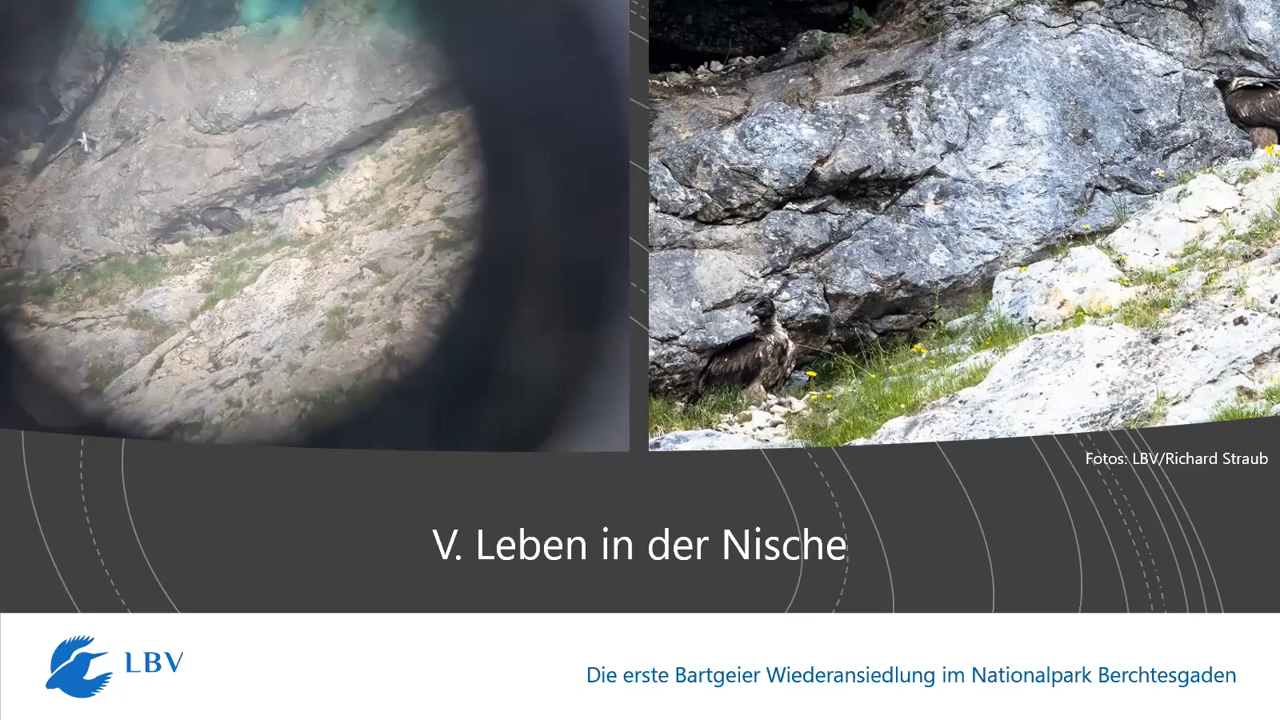 Fotos: LBV/Richard Straub
V. Leben in der Nische
LBV
Die erste Bartgeier Wiederansiedlung im Nationalpark Berchtesgaden